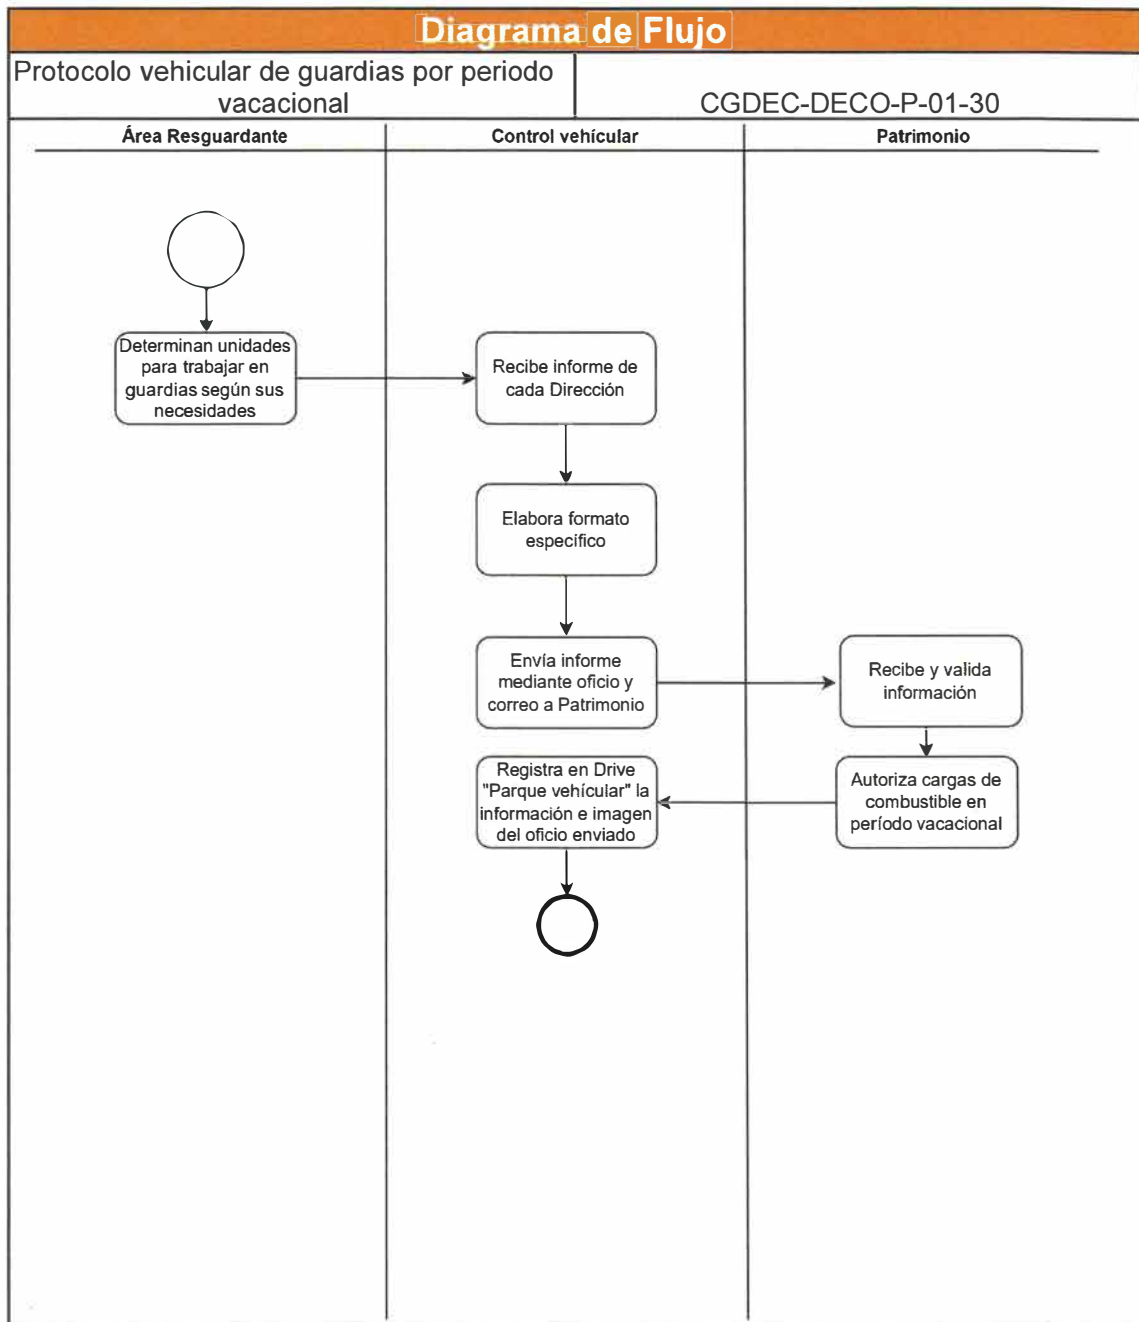 Diagrama de Flujo
Protocolo vehicular de guardias por periodo
vacacional
CGDEC-DECO-P-01-30
Área Resguardante
Control vehícular
Patrimonio
Determinan unidades
para trabajar en
guardias según sus
necesidades
Recibe informe de
cada Dirección
Elabora formato
específico
Envía informe
mediante oficio y
correo a Patrimonio
Recibe y valida
información
Registra en Drive
"Parque vehícular" la
información e imagen
del oficio enviado
Autoriza cargas de
combustible en
período vacacional